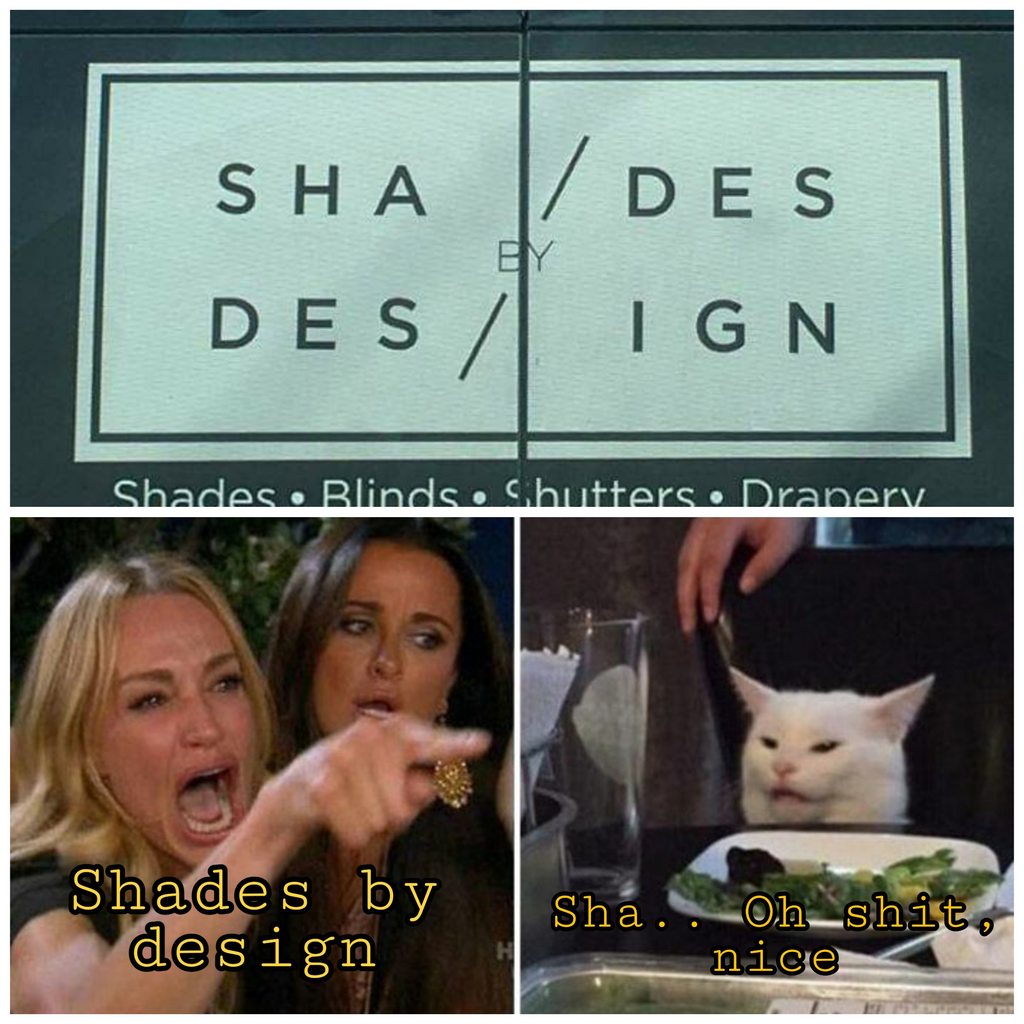 SHA / DES
BY
DES / IGN
Shades • Blinds • Shutters • Drapery
Shades by
design
Sha.. Oh shit,
nice